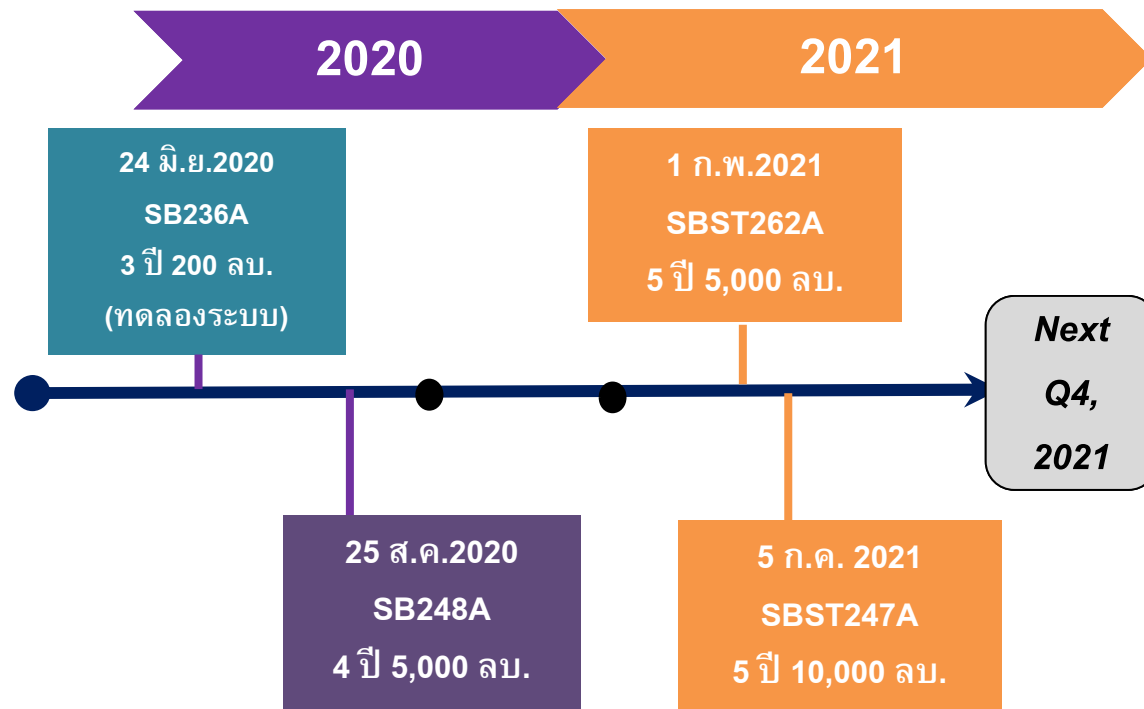 2020
2021
24 มิ.ย.2020
SB236A
3 ปี 200 ลบ.
(ทดลองระบบ)
1 ก.พ.2021
SBST262A
5 ปี 5,000 ลบ.
Next
Q4,
2021
25 ส.ค.2020
SB248A
4 ปี 5,000 ลบ.
5 ก.ค. 2021
SBST247A
5 ปี 10,000 ลบ.